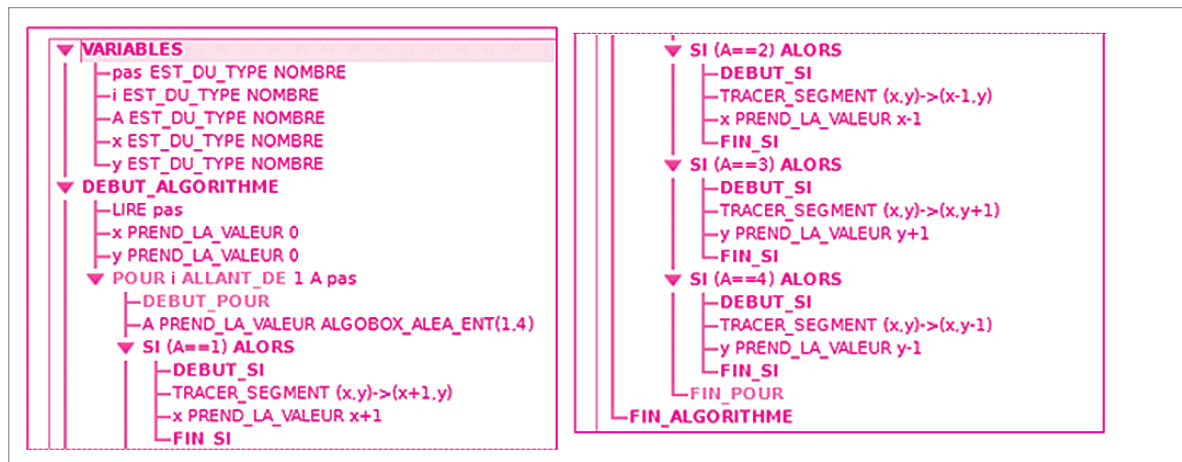 VARIABLES
pas EST_DU_TYPE NOMBRE
i EST_DU_TYPE NOMBRE
A EST_DU_TYPE NOMBRE
x EST_DU_TYPE NOMBRE
y EST_DU_TYPE NOMBRE
DEBUT_ALGORITHME
LIRE pas
x PREND_LA_VALEUR 0
y PREND_LA_VALEUR 0
POUR i ALLANT_DE 1 A pas
DEBUT_POUR
A PREND_LA_VALEUR ALGOBOX_ALEA_ENT(1,4)
SI (A==1) ALORS
DEBUT_SI
TRACER_SEGMENT (x,y)->(x+1,y)
x PREND_LA_VALEUR x+1
FIN_SI
SI (A==2) ALORS
DEBUT_SI
TRACER_SEGMENT (x,y)->(x-1,y)
x PREND_LA_VALEUR x-1
FIN_SI
SI (A==3) ALORS
DEBUT_SI
TRACER_SEGMENT (x,y)->(x,y+1)
y PREND_LA_VALEUR y+1
FIN_SI
SI (A==4) ALORS
DEBUT_SI
TRACER_SEGMENT (x,y)->(x,y-1)
y PREND_LA_VALEUR y-1
FIN_SI
FIN_POUR
FIN_ALGORITHME